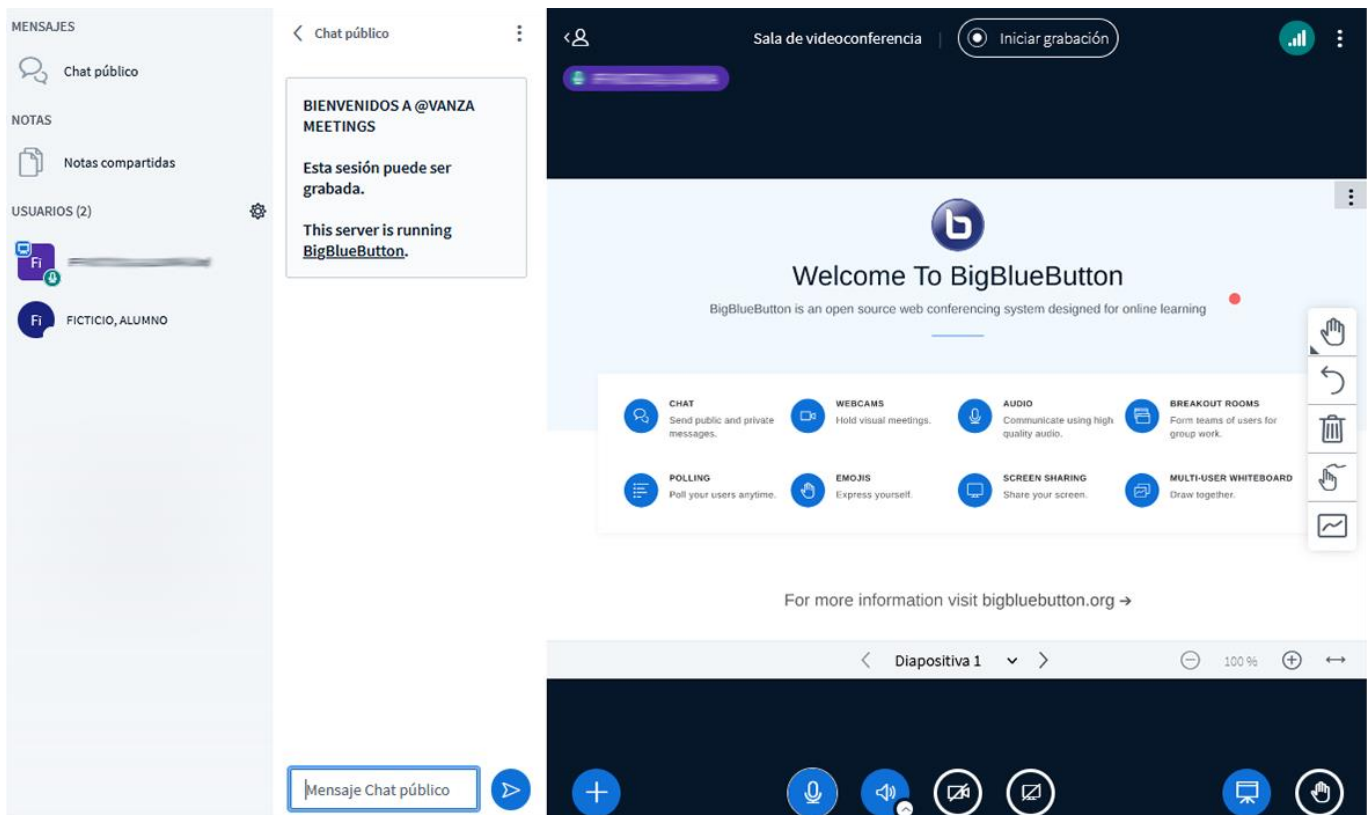 MENSAJES
Chat público
NOTAS
Notas compartidas
USUARIOS (2)
Fi
Fi
FICTICIO, ALUMNO
Chat público
BIENVENIDOS A @VANZA
MEETINGS
Esta sesión puede ser
grabada.
This server is running
BigBlueButton.
Mensaje Chat público
Sala de videoconferencia
Iniciar grabación
b
Welcome To BigBlueButton
BigBlueButton is an open source web conferencing system designed for online learning
CHAT
Send public and private
messages.
WEBCAMS
Hold visual meetings.
AUDIO
Communicate using high
quality audio.
BREAKOUT ROOMS
Form teams of users for
group work.
POLLING
Poll your users anytime.
EMOJIS
Express yourself.
SCREEN SHARING
Share your screen.
MULTI-USER WHITEBOARD
Draw together.
For more information visit bigbluebutton.org →
Diapositiva 1
100 %